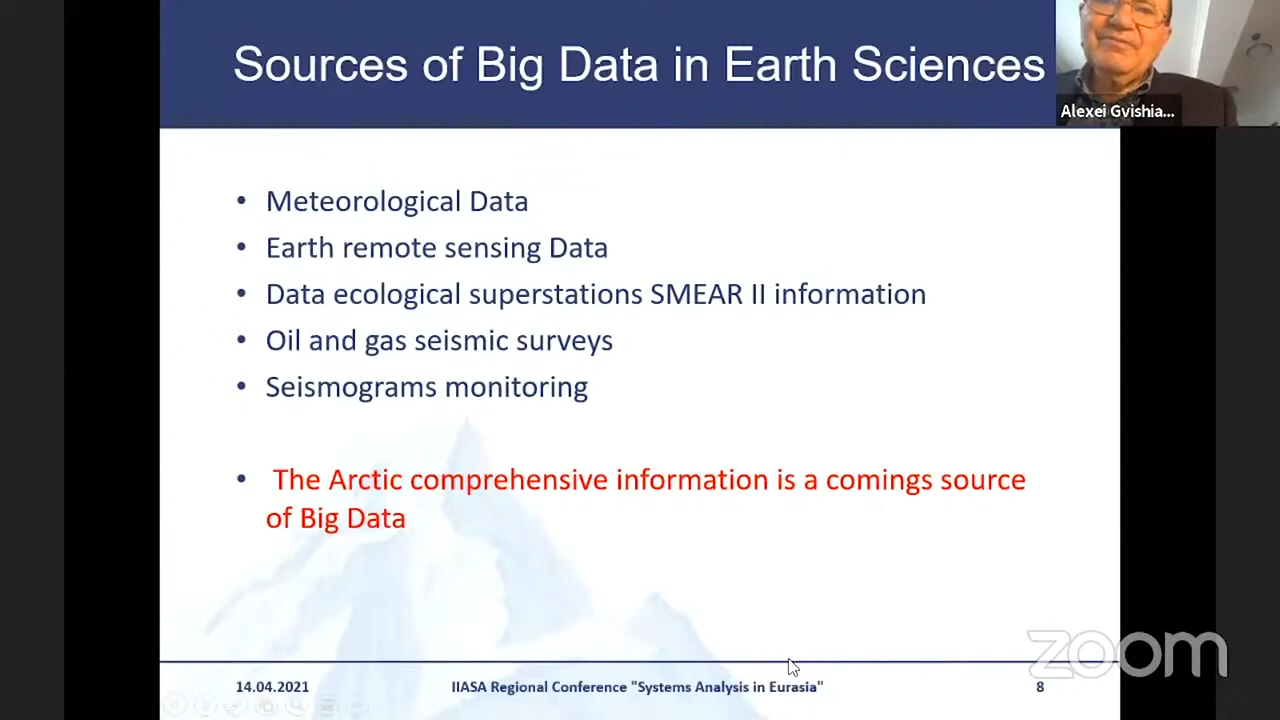 Sources of Big Data in Earth Sciences
Alexei Gvishia...
• Meteorological Data
• Earth remote sensing Data
• Data ecological superstations SMEAR II information
• Oil and gas seismic surveys
• Seismograms monitoring
• The Arctic comprehensive information is a comings source
of Big Data
zoom
14.04.2021
IIASA Regional Conference "Systems Analysis in Eurasia"
8